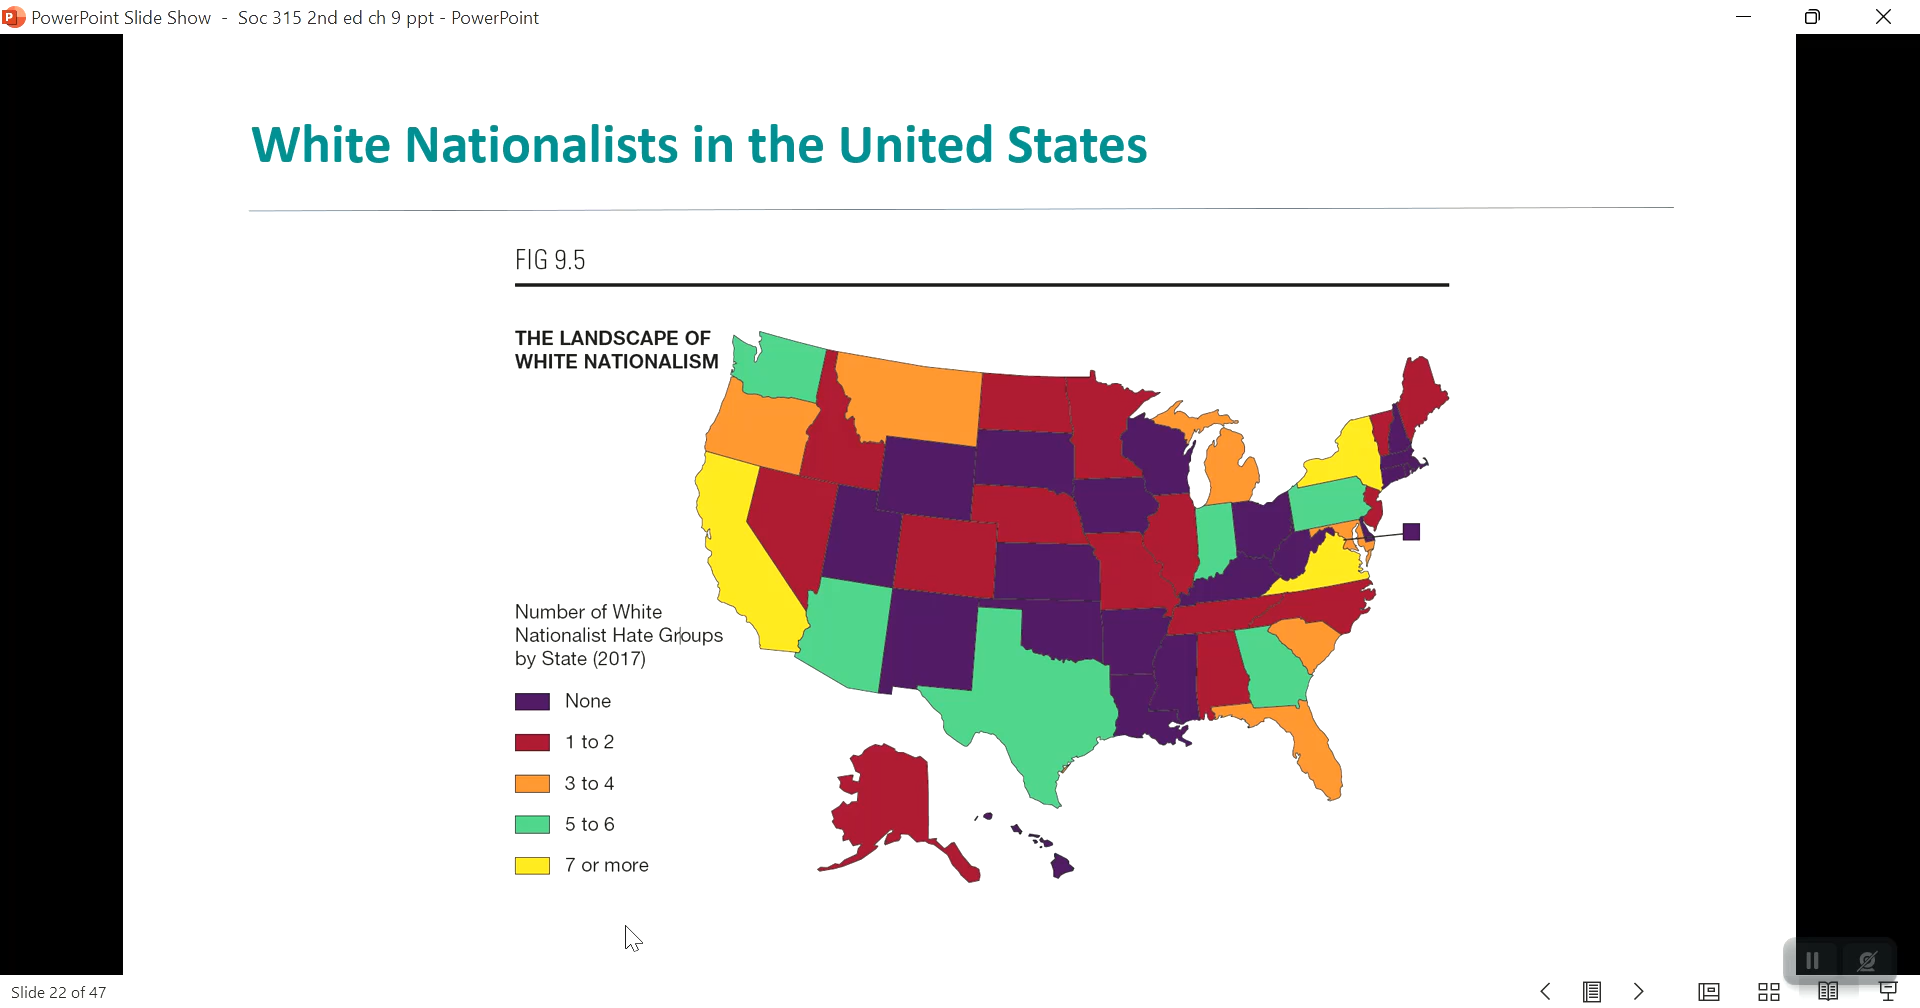 PowerPoint Slide Show - Soc 315 2nd ed ch 9 ppt - PowerPoint
White Nationalists in the United States
FIG 9.5
THE LANDSCAPE OF
WHITE NATIONALISM
Number of White
Nationalist Hate Groups
by State (2017)
None
1 to 2
3 to 4
5 to 6
7 or more
Slide 22 of 47